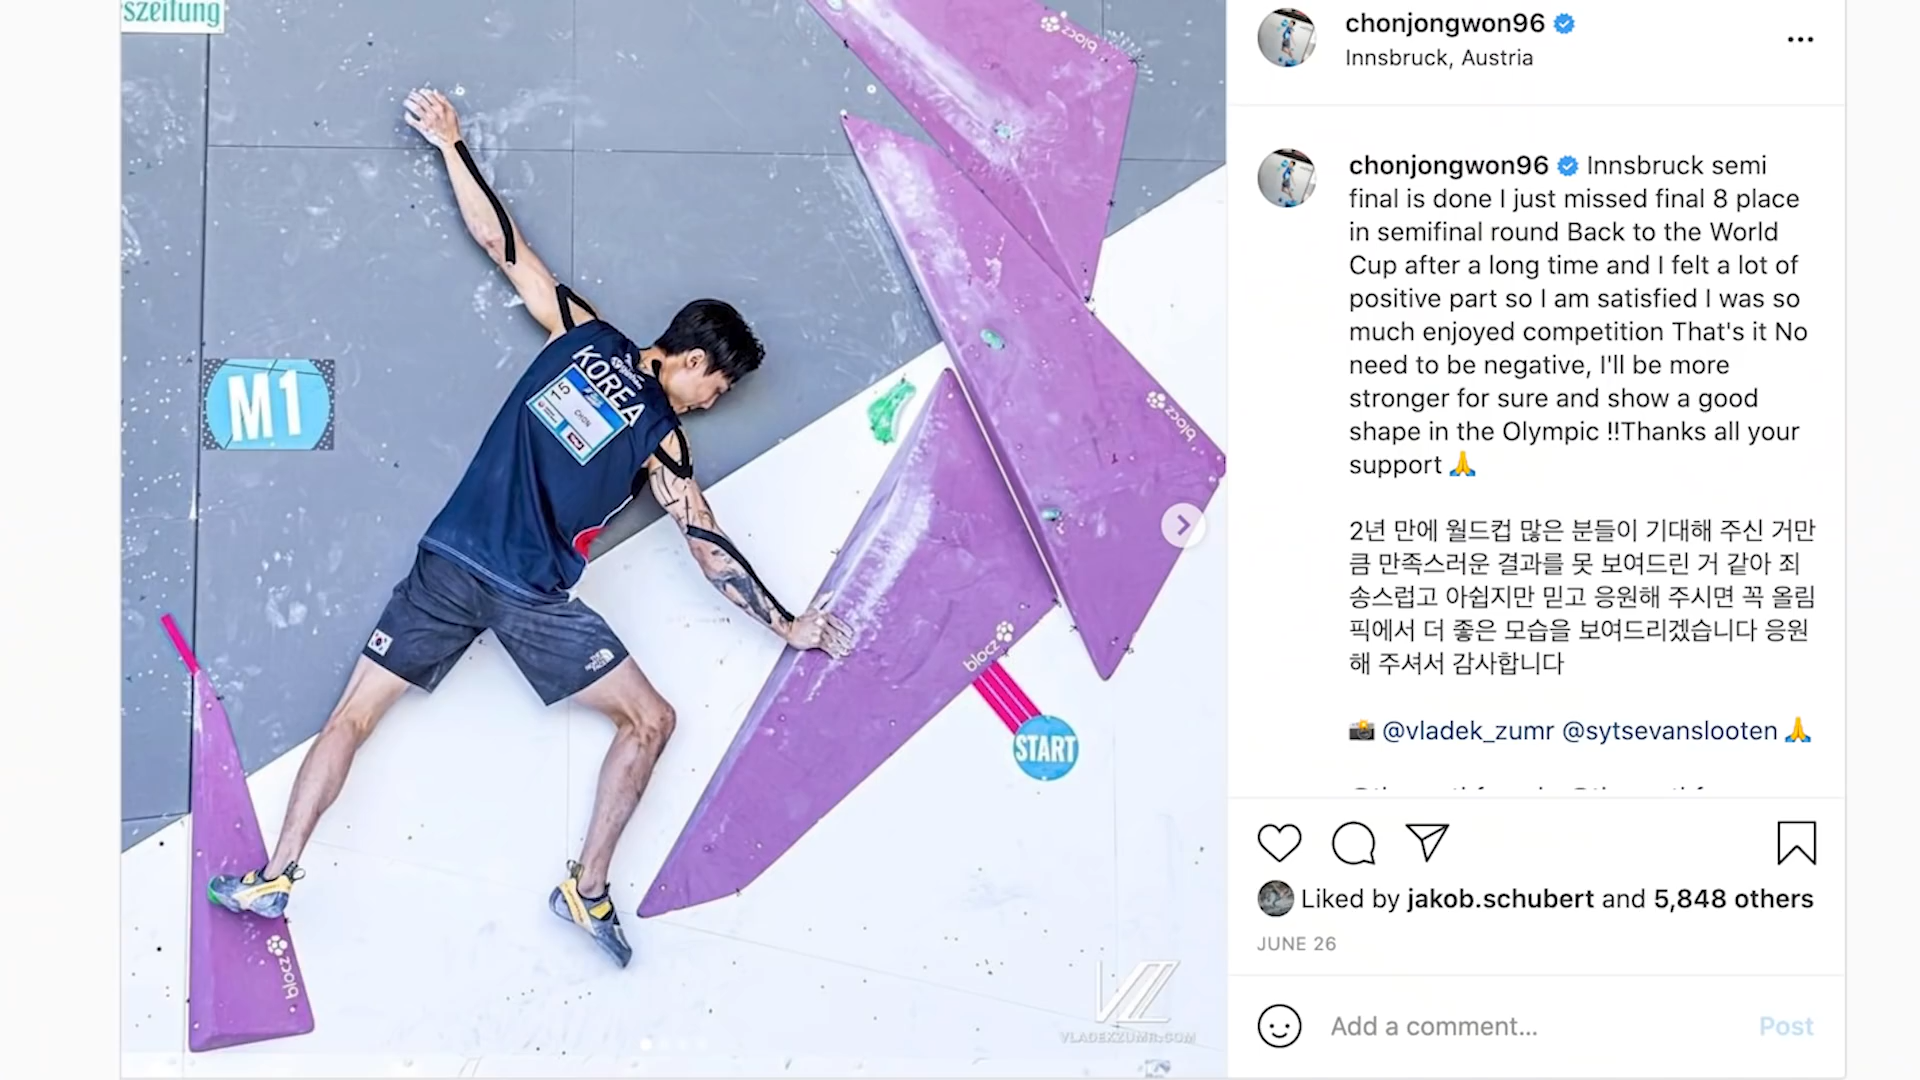 szeitung
blocz
M1
KOREA
15
CHON
blocz
THE
NORTH
FACE
blocz
START
blocz
VLADEKZUMR.COM
chonjongwon96
Innsbruck, Austria
chonjongwon96 Innsbruck semi
final is done I just missed final 8 place
in semifinal round Back to the World
Cup after a long time and I felt a lot of
positive part so I am satisfied I was so
much enjoyed competition That's it No
need to be negative, I'll be more
stronger for sure and show a good
shape in the Olympic !!Thanks all your
support 🙏
2년 만에 월드컵 많은 분들이 기대해 주신 거만
큼 만족스러운 결과를 못 보여드린 거 같아 죄
송스럽고 아쉽지만 믿고 응원해 주시면 꼭 올림
픽에서 더 좋은 모습을 보여드리겠습니다 응원
해 주셔서 감사합니다
📸 @vladek_zumr @sytsevanslooten 🙏
Liked by jakob.schubert and 5,848 others
JUNE 26
Add a comment...
Post